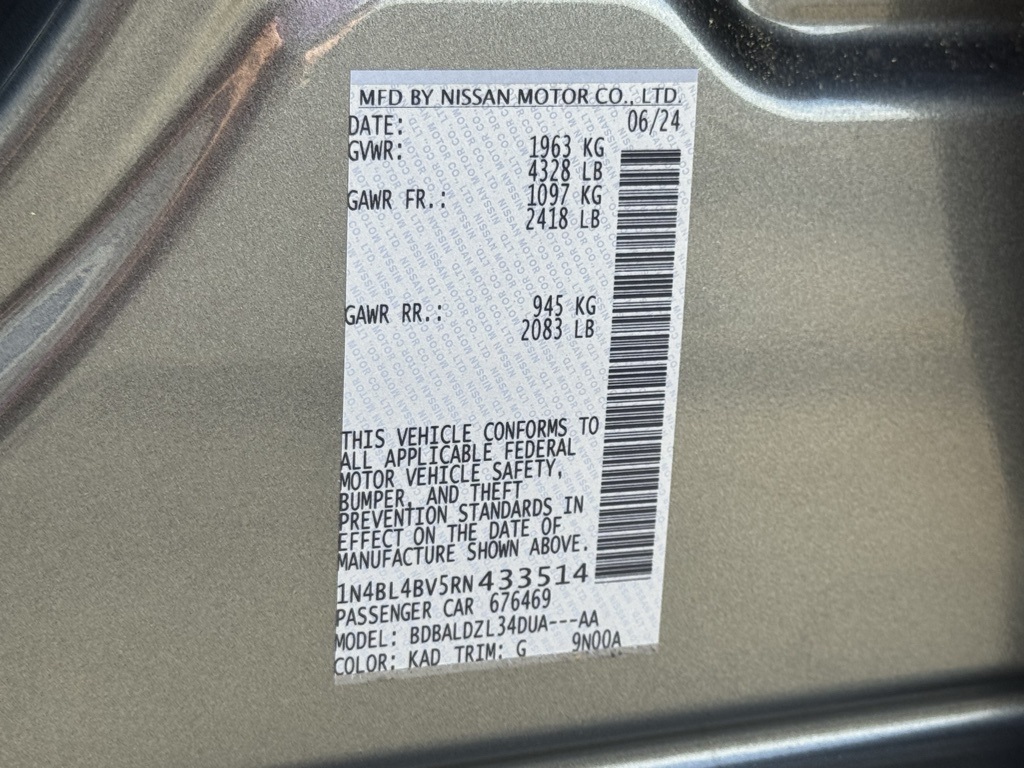 MFD BY NISSAN MOTOR CO., LTD.
DATE: 06/24
GVWR: 1963 KG
4328 LB
GAWR FR.: 1097 KG
2418 LB
GAWR RR.: 945 KG
2083 LB
THIS VEHICLE CONFORMS TO
ALL APPLICABLE FEDERAL
MOTOR VEHICLE SAFETY,
BUMPER, AND THEFT
PREVENTION STANDARDS IN
EFFECT ON THE DATE OF
MANUFACTURE SHOWN ABOVE.
1N4BL4BV5RN433514
PASSENGER CAR 676469
MODEL: BDBALDZL34DUA---AA
COLOR: KAD TRIM: G 9N00A